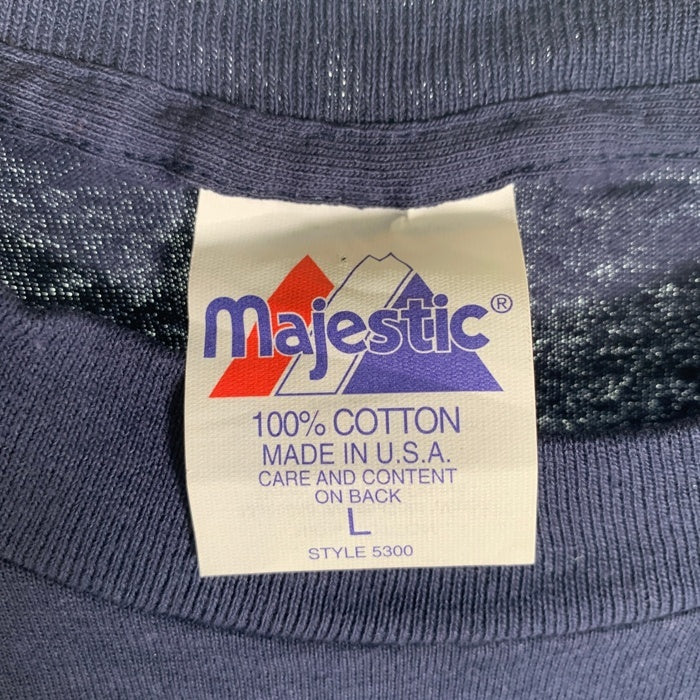 Majestic®
100% COTTON
MADE IN U.S.A.
CARE AND CONTENT
ON BACK
L
STYLE 5300